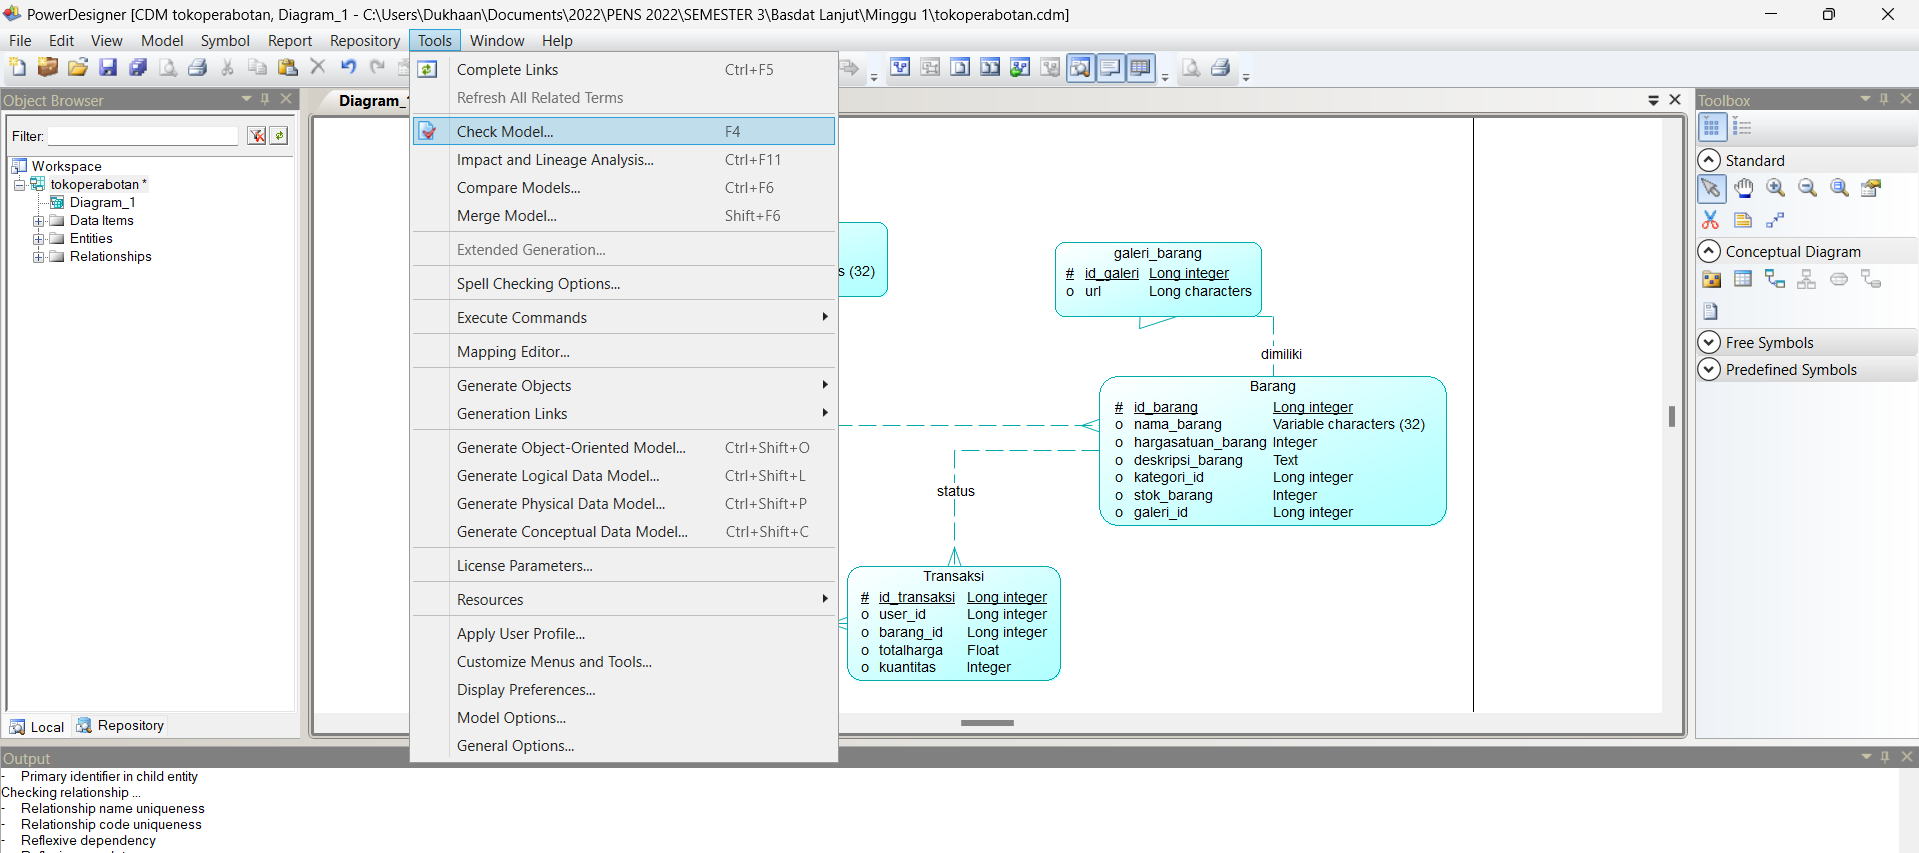 PowerDesigner [CDM tokoperabotan, Diagram_1 - C:\Users\Dukhaan\Documents\2022\PENS 2022\SEMESTER 3\Basdat Lanjut\Minggu 1\tokoperabotan.cdm]
File Edit View Model Symbol Report Repository Tools Window Help
Object Browser
Filter:
Workspace
tokoperabotan *
Diagram_1
Data Items
Entities
Relationships
Local Repository
Diagram_
Complete Links Ctrl+F5
Refresh All Related Terms
Check Model... F4
Impact and Lineage Analysis... Ctrl+F11
Compare Models... Ctrl+F6
Merge Model... Shift+F6
Extended Generation...
Spell Checking Options...
Execute Commands
Mapping Editor...
Generate Objects
Generation Links
Generate Object-Oriented Model... Ctrl+Shift+O
Generate Logical Data Model... Ctrl+Shift+L
Generate Physical Data Model... Ctrl+Shift+P
Generate Conceptual Data Model... Ctrl+Shift+C
License Parameters...
Resources
Apply User Profile...
Customize Menus and Tools...
Display Preferences...
Model Options...
General Options...
s (32)
galeri_barang
# id_galeri Long integer
o url Long characters
dimiliki
Barang
# id_barang Long integer
o nama_barang Variable characters (32)
o hargasatuan_barang Integer
o deskripsi_barang Text
o kategori_id Long integer
o stok_barang Integer
o galeri_id Long integer
status
Transaksi
# id_transaksi Long integer
o user_id Long integer
o barang_id Long integer
o totalharga Float
o kuantitas Integer
Toolbox
Standard
Conceptual Diagram
Free Symbols
Predefined Symbols
Output
- Primary identifier in child entity
Checking relationship ...
- Relationship name uniqueness
- Relationship code uniqueness
- Reflexive dependency